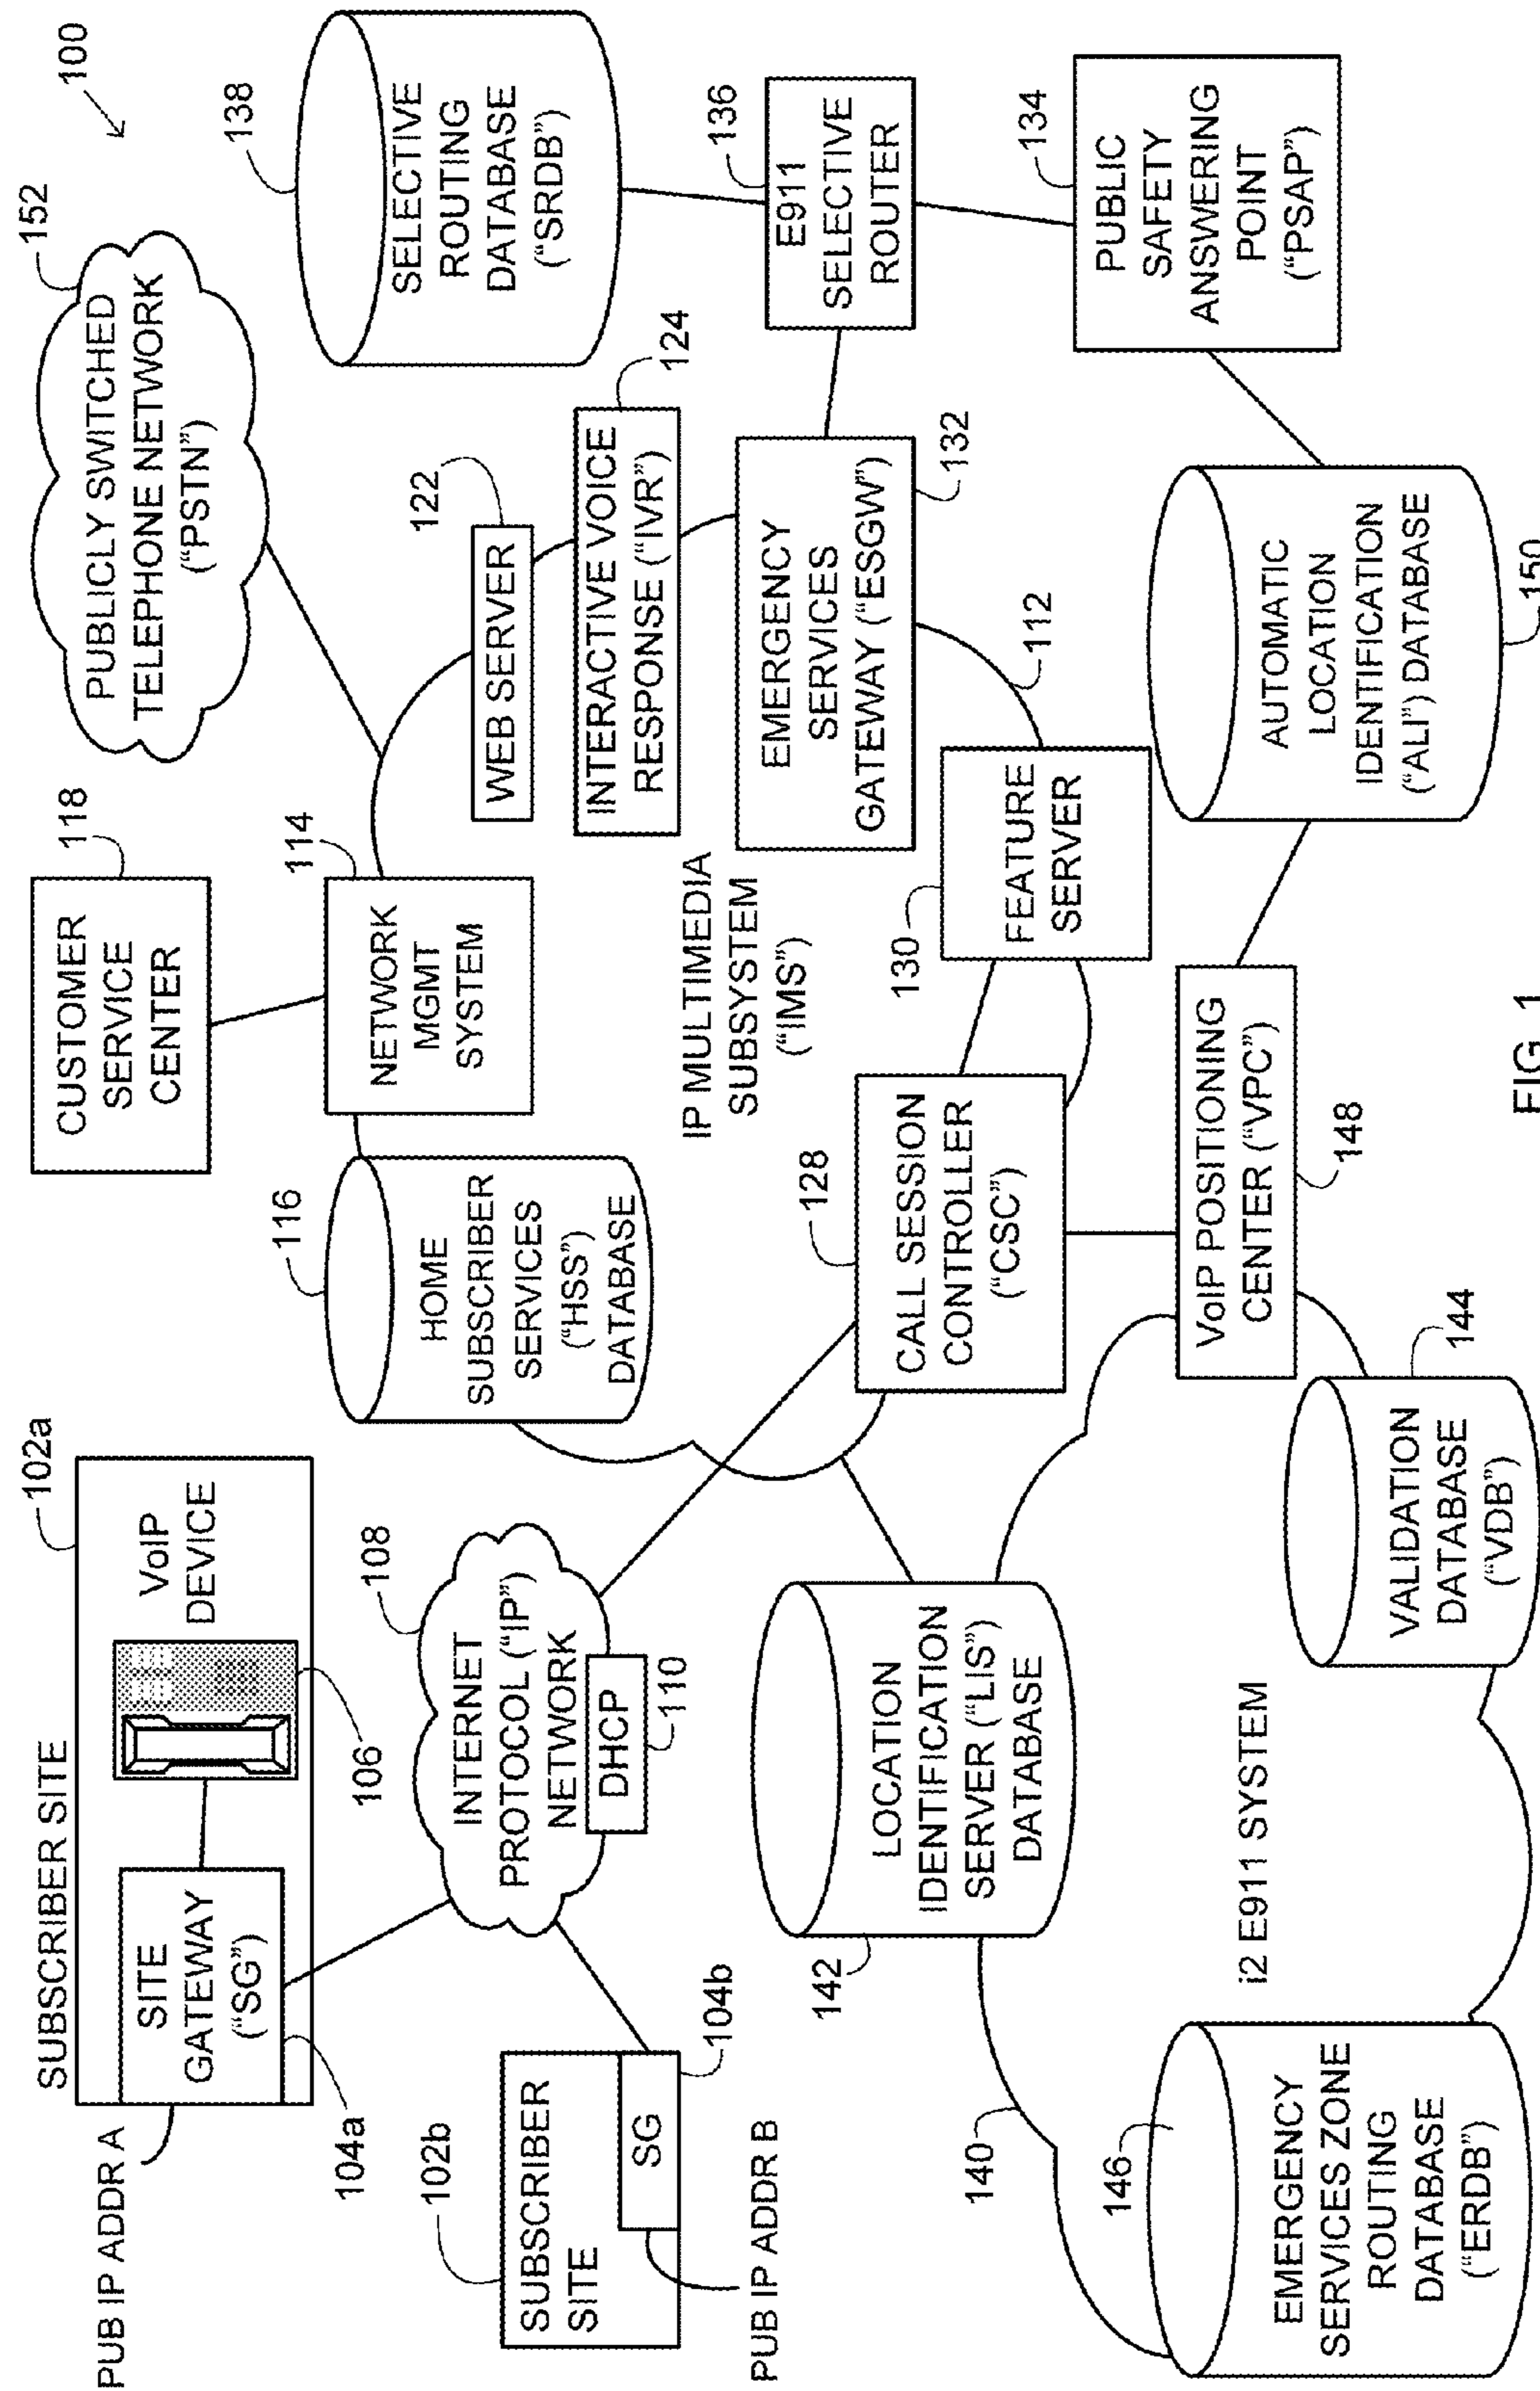 100
SUBSCRIBER SITE
102a
PUB IP ADDR A
SITE
GATEWAY
("SG")
104a
VoIP
DEVICE
106
CUSTOMER
SERVICE
CENTER
118
PUBLICLY SWITCHED
TELEPHONE NETWORK
("PSTN")
152
SELECTIVE
ROUTING
DATABASE
("SRDB")
138
HOME
SUBSCRIBER
SERVICES
("HSS")
DATABASE
116
NETWORK
MGMT
SYSTEM
114
WEB SERVER
122
INTERACTIVE VOICE
RESPONSE ("IVR")
124
INTERNET
PROTOCOL ("IP")
NETWORK
108
DHCP
110
102b
SUBSCRIBER
SITE
SG
104b
PUB IP ADDR B
IP MULTIMEDIA
SUBSYSTEM
("IMS")
EMERGENCY
SERVICES
GATEWAY ("ESGW")
132
E911
SELECTIVE
ROUTER
136
LOCATION
IDENTIFICATION
SERVER ("LIS")
DATABASE
142
CALL SESSION
CONTROLLER
("CSC")
128
FEATURE
SERVER
130
112
PUBLIC
SAFETY
ANSWERING
POINT
("PSAP")
134
140
146
EMERGENCY
SERVICES ZONE
ROUTING
DATABASE
("ERDB")
i2 E911 SYSTEM
VALIDATION
DATABASE
("VDB")
144
VoIP POSITIONING
CENTER ("VPC")
148
AUTOMATIC
LOCATION
IDENTIFICATION
("ALI") DATABASE
150
FIG. 1